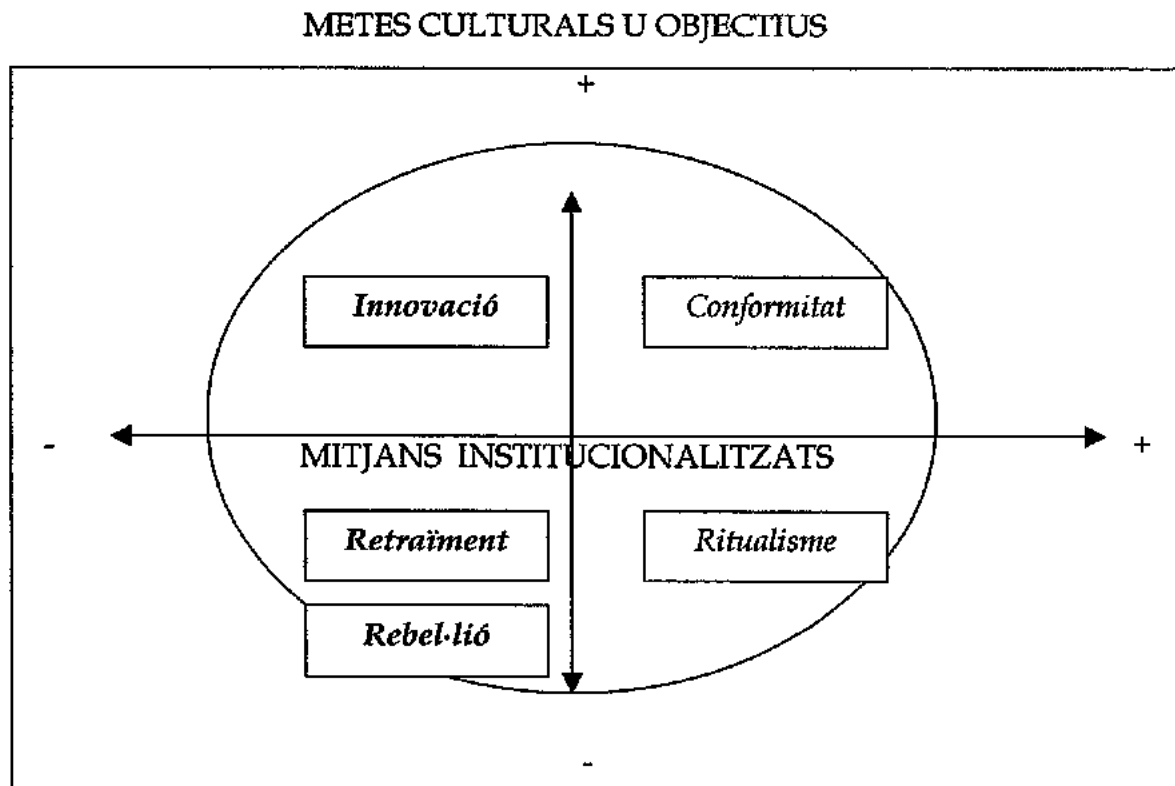 METES CULTURALS U OBJECTIUS
+
Innovació
Conformitat
-
+
MITJANS INSTITUCIONALITZATS
Retraïment
Ritualisme
Rebel·lió
-